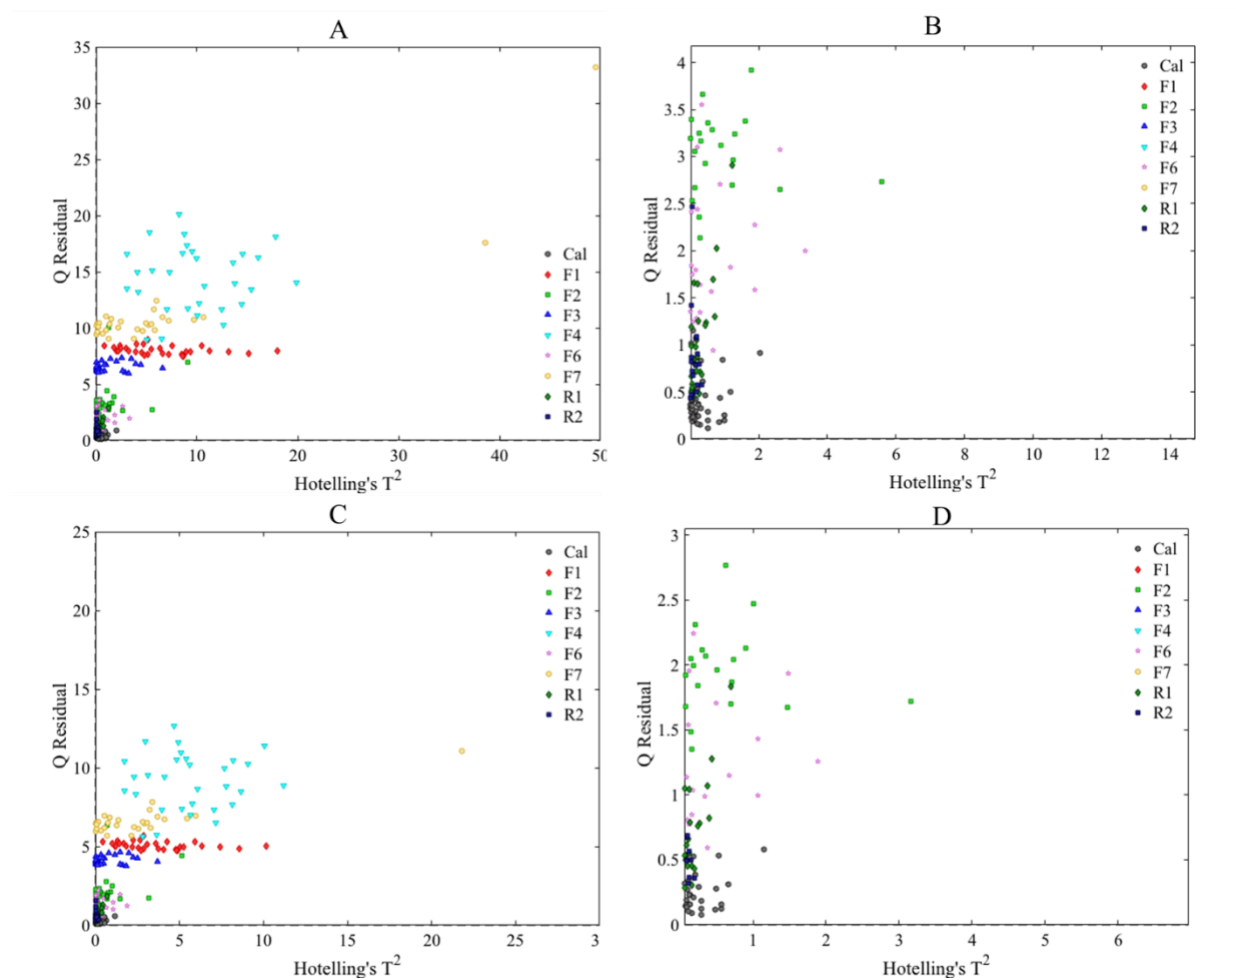 A
35
30
25
20
15
10
5
0
Q Residual
0 10 20 30 40 50
Hotelling's T2
Cal
F1
F2
F3
F4
F6
F7
R1
R2
B
4
3.5
3
2.5
2
1.5
1
0.5
0
Q Residual
2 4 6 8 10 12 14
Hotelling's T2
Cal
F1
F2
F3
F4
F6
F7
R1
R2
C
25
20
15
10
5
0
Q Residual
0 5 10 15 20 25 3
Hotelling's T2
Cal
F1
F2
F3
F4
F6
F7
R1
R2
D
3
2.5
2
1.5
1
0.5
0
Q Residual
1 2 3 4 5 6
Hotelling's T2
Cal
F1
F2
F3
F4
F6
F7
R1
R2